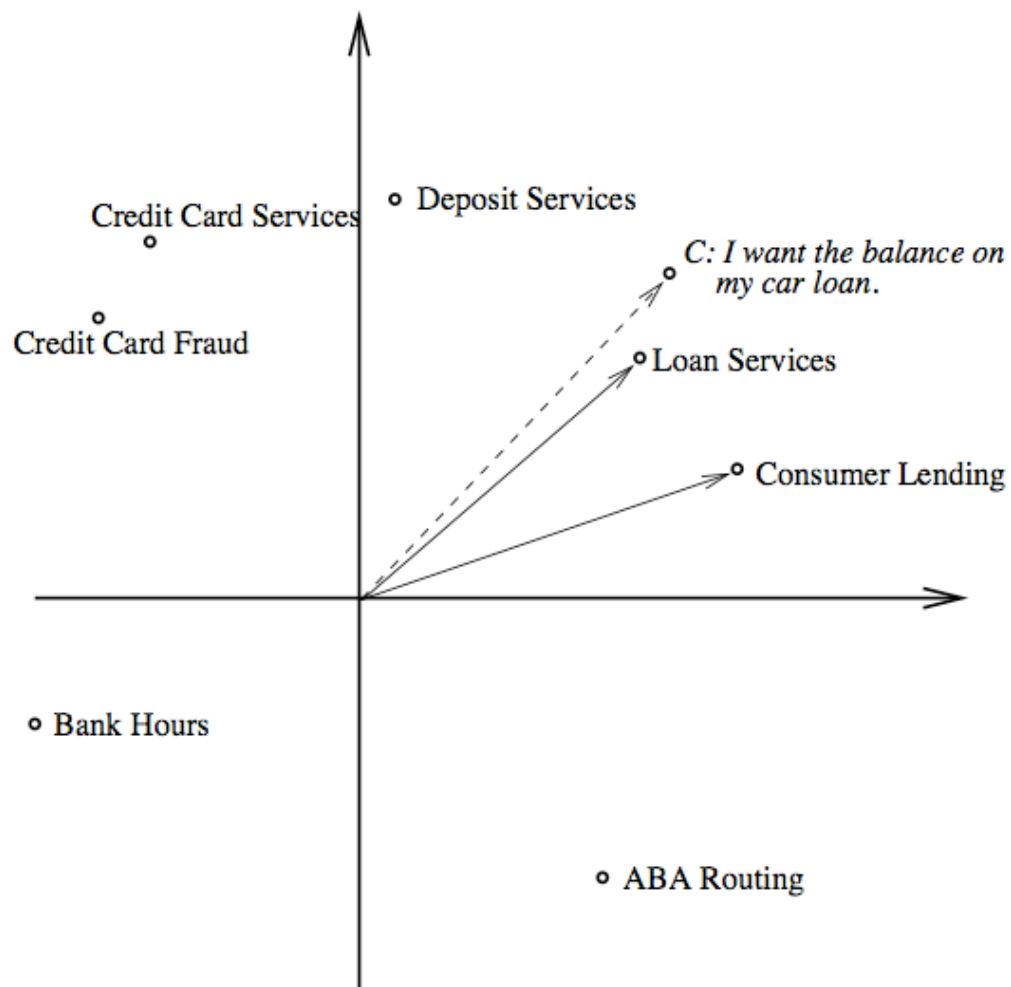 Deposit Services
Credit Card Services
C: I want the balance on
my car loan.
Credit Card Fraud
Loan Services
Consumer Lending
Bank Hours
ABA Routing